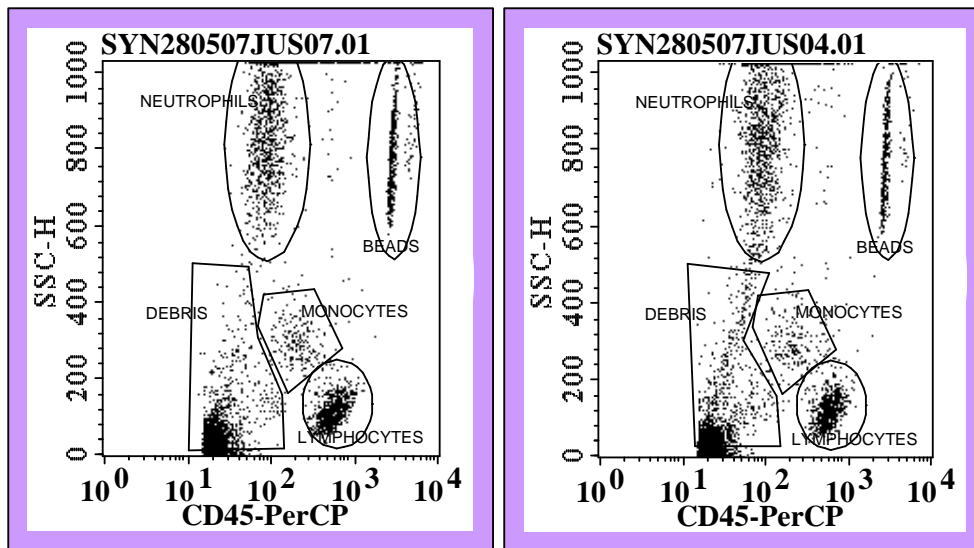 SYN280507JUS07.01
NEUTROPHILS
BEADS
DEBRIS
MONOCYTES
LYMPHOCYTES
SSC-H
1000
800
600
400
200
0
10^0 10^1 10^2 10^3 10^4
CD45-PerCP
SYN280507JUS04.01
NEUTROPHILS
BEADS
DEBRIS
MONOCYTES
LYMPHOCYTES
SSC-H
1000
800
600
400
200
0
10^0 10^1 10^2 10^3 10^4
CD45-PerCP